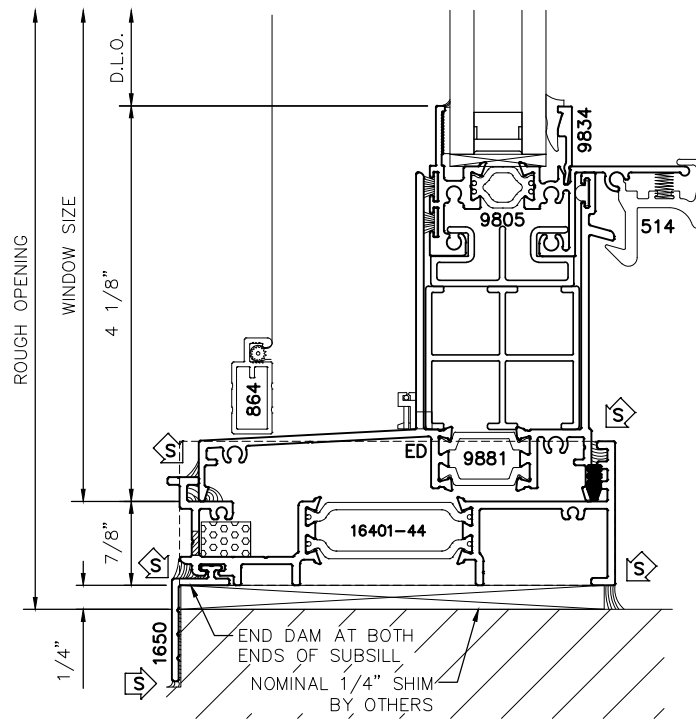 D.L.O.
WINDOW SIZE
ROUGH OPENING
4 1/8"
7/8"
1/4"
9834
9805
514
864
S
S
ED
9881
16401-44
S
S
1650
S
END DAM AT BOTH
ENDS OF SUBSILL
NOMINAL 1/4" SHIM
BY OTHERS